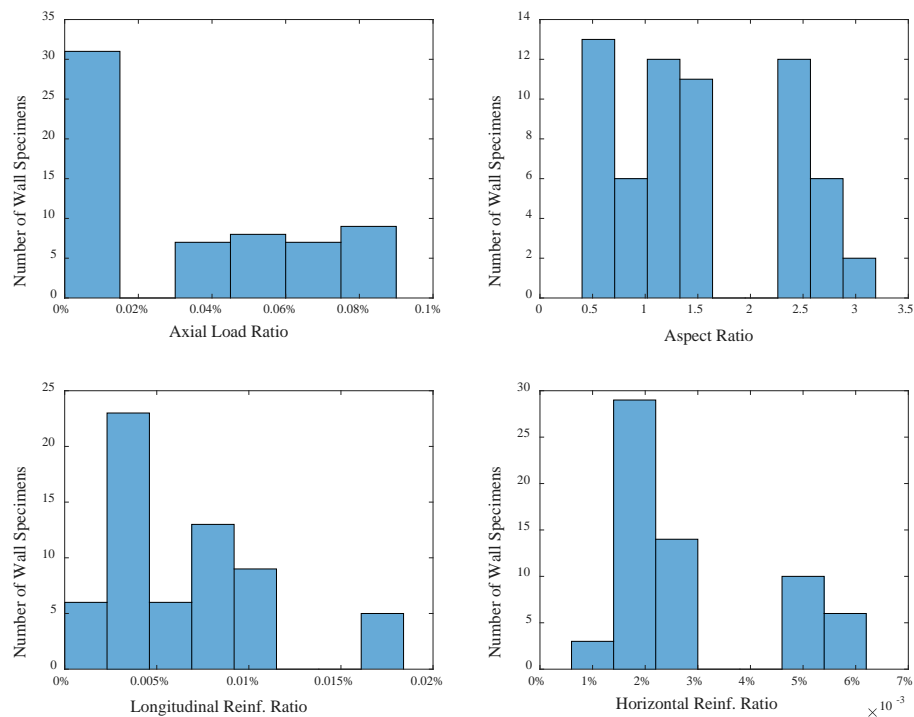 35
30
25
20
15
10
5
0
Number of Wall Specimens
0% 0.02% 0.04% 0.06% 0.08% 0.1%
Axial Load Ratio
14
12
10
8
6
4
2
0
Number of Wall Specimens
0 0.5 1 1.5 2 2.5 3 3.5
Aspect Ratio
25
20
15
10
5
0
Number of Wall Specimens
0% 0.005% 0.01% 0.015% 0.02%
Longitudinal Reinf. Ratio
30
25
20
15
10
5
0
Number of Wall Specimens
0% 1% 2% 3% 4% 5% 6% 7%
Horizontal Reinf. Ratio
×10⁻³